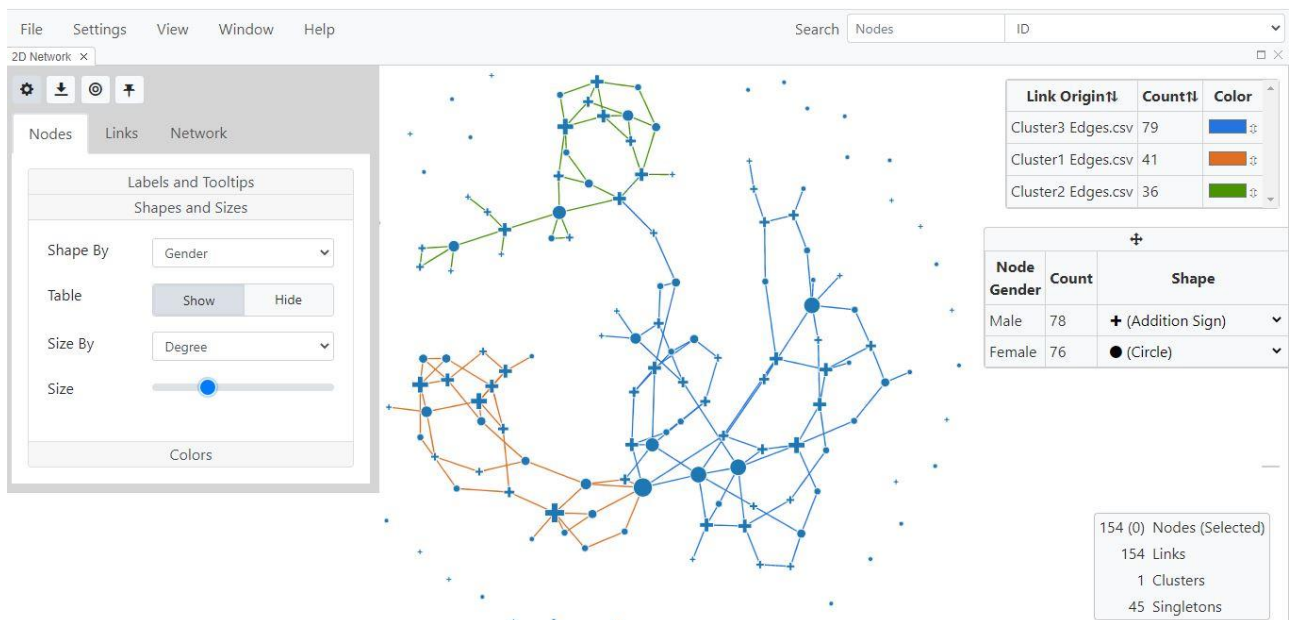 File Settings View Window Help Search Nodes ID
2D Network ×
Nodes Links Network
Labels and Tooltips
Shapes and Sizes
Shape By Gender
Table Show Hide
Size By Degree
Size
Colors
Link Origin Count Color
Cluster3 Edges.csv 79
Cluster1 Edges.csv 41
Cluster2 Edges.csv 36
Node Gender Count Shape
Male 78 + (Addition Sign)
Female 76 ● (Circle)
154 (0) Nodes (Selected)
154 Links
1 Clusters
45 Singletons